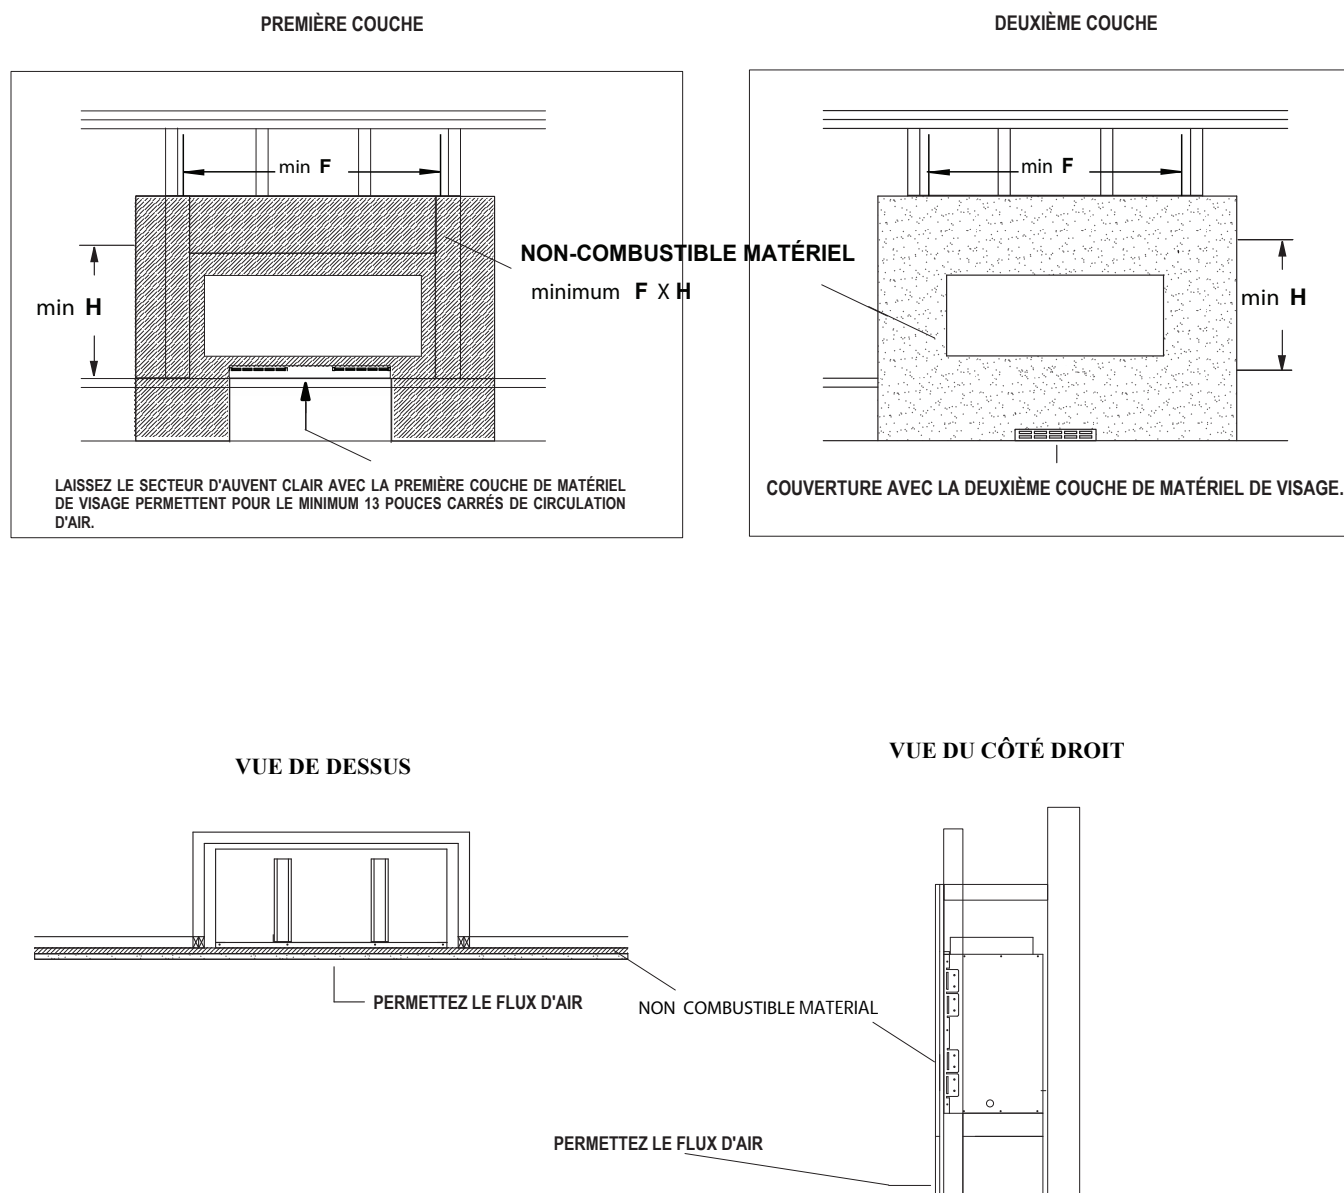 PREMIÈRE COUCHE
DEUXIÈME COUCHE
min F
min F
NON-COMBUSTIBLE MATÉRIEL
minimum F X H
min H
min H
LAISSEZ LE SECTEUR D'AUVENT CLAIR AVEC LA PREMIÈRE COUCHE DE MATÉRIEL
DE VISAGE PERMETTENT POUR LE MINIMUM 13 POUCES CARRÉS DE CIRCULATION
D'AIR.
COUVERTURE AVEC LA DEUXIÈME COUCHE DE MATÉRIEL DE VISAGE.
VUE DE DESSUS
VUE DU CÔTÉ DROIT
PERMETTEZ LE FLUX D'AIR
NON COMBUSTIBLE MATERIAL
PERMETTEZ LE FLUX D'AIR